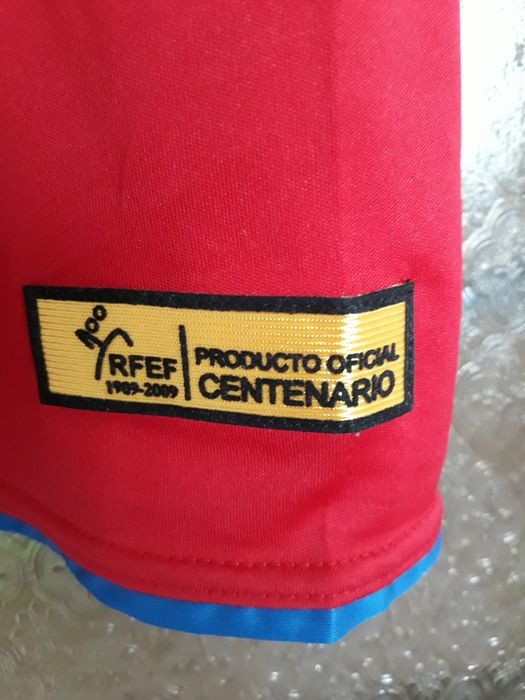 100
RFEF
1909-2009
PRODUCTO OFICIAL
CENTENARIO